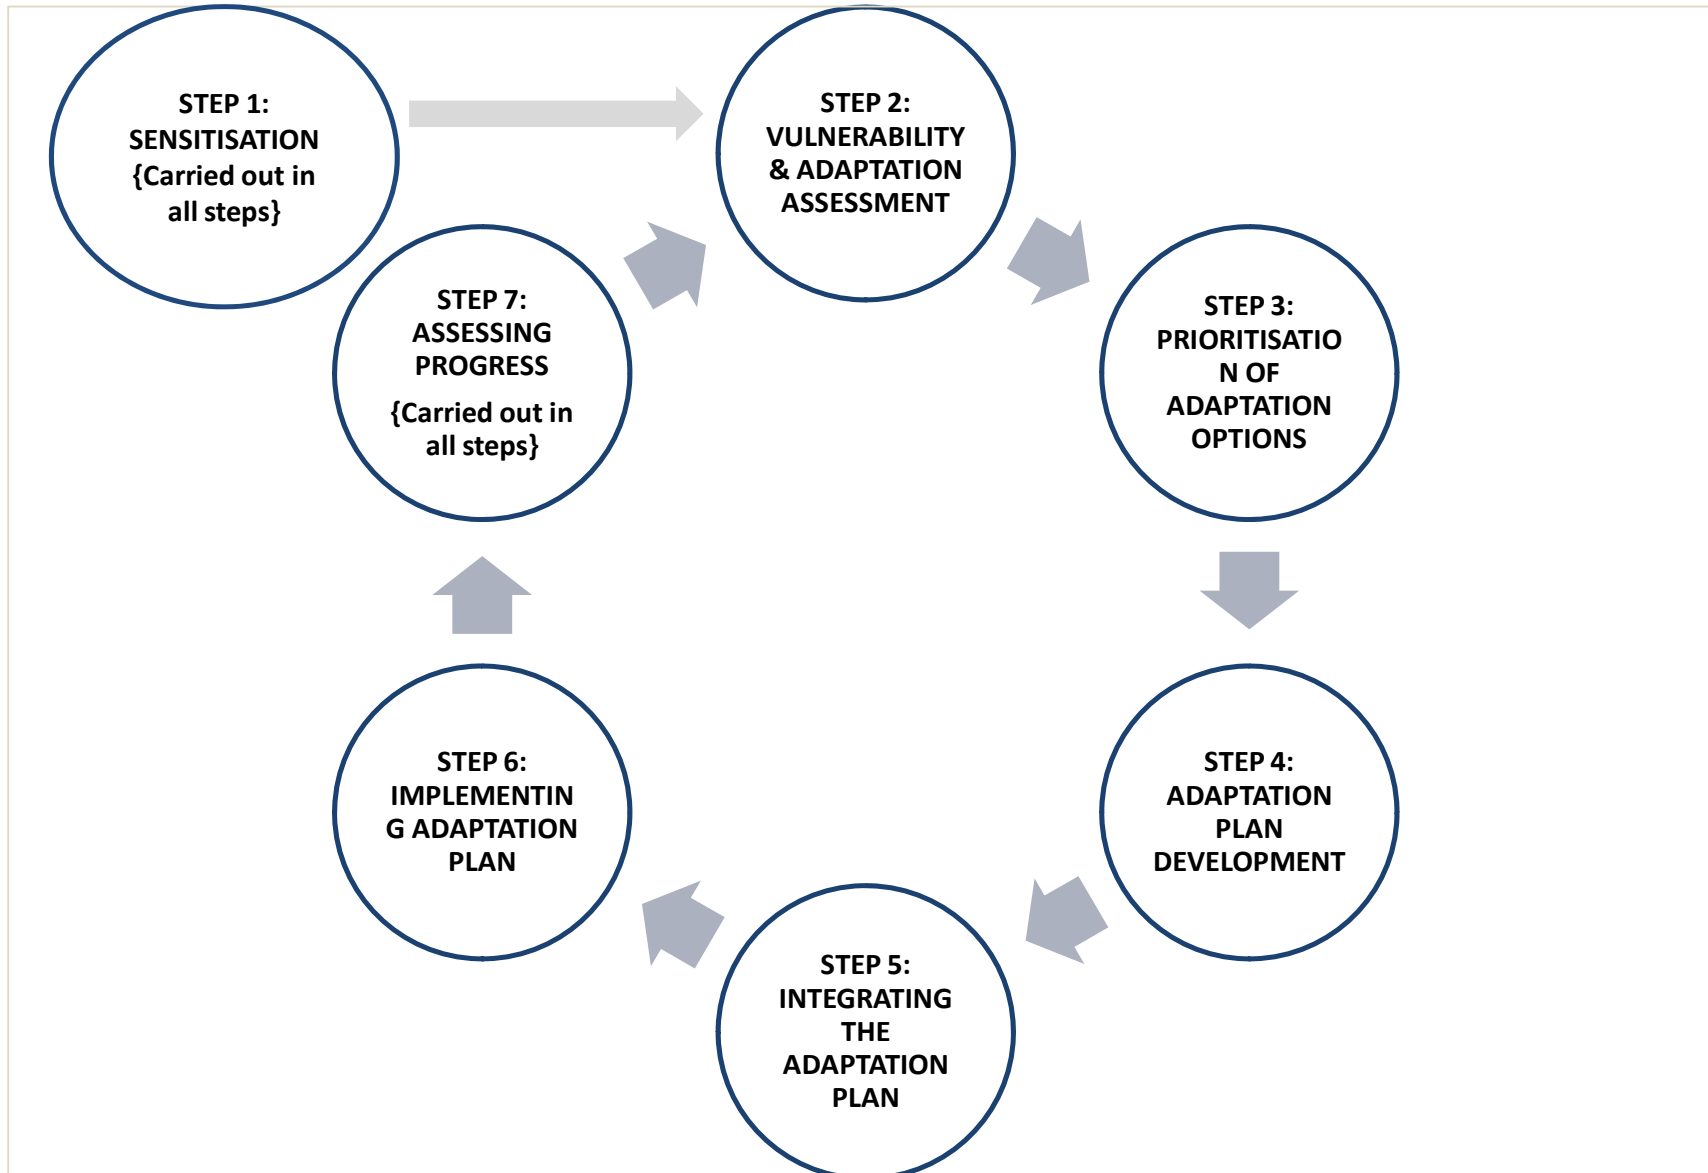 STEP 1:
SENSITISATION
{Carried out in
all steps}
STEP 2:
VULNERABILITY
& ADAPTATION
ASSESSMENT
STEP 3:
PRIORITISATIO
N OF
ADAPTATION
OPTIONS
STEP 4:
ADAPTATION
PLAN
DEVELOPMENT
STEP 5:
INTEGRATING
THE
ADAPTATION
PLAN
STEP 6:
IMPLEMENTIN
G ADAPTATION
PLAN
STEP 7:
ASSESSING
PROGRESS
{Carried out in
all steps}